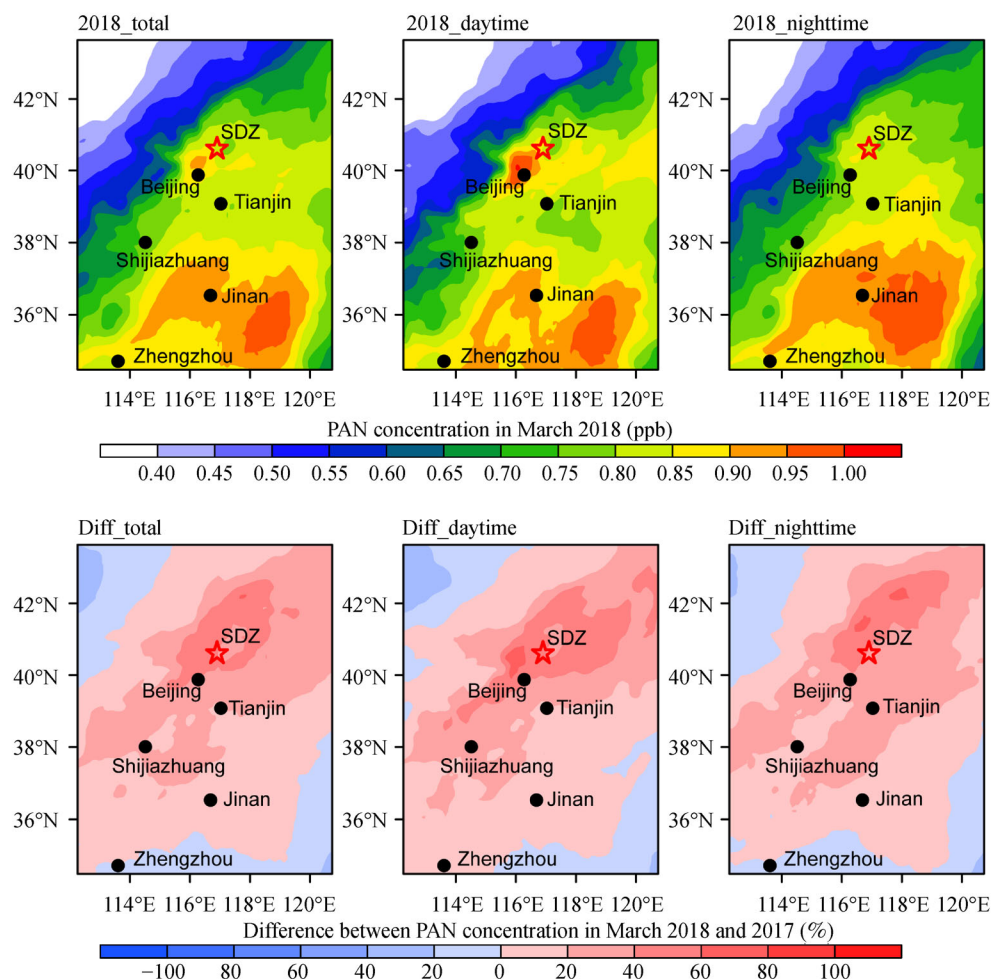 2018_total 2018_daytime 2018_nighttime
42°N 42°N 42°N
SDZ SDZ SDZ
40°N 40°N 40°N
Beijing Beijing Beijing
Tianjin Tianjin Tianjin
38°N 38°N 38°N
Shijiazhuang Shijiazhuang Shijiazhuang
Jinan Jinan Jinan
36°N 36°N 36°N
Zhengzhou Zhengzhou Zhengzhou
114°E 116°E 118°E 120°E 114°E 116°E 118°E 120°E 114°E 116°E 118°E 120°E
PAN concentration in March 2018 (ppb)
0.40 0.45 0.50 0.55 0.60 0.65 0.70 0.75 0.80 0.85 0.90 0.95 1.00
Diff_total Diff_daytime Diff_nighttime
42°N 42°N 42°N
SDZ SDZ SDZ
40°N 40°N 40°N
Beijing Beijing Beijing
Tianjin Tianjin Tianjin
38°N 38°N 38°N
Shijiazhuang Shijiazhuang Shijiazhuang
Jinan Jinan Jinan
36°N 36°N 36°N
Zhengzhou Zhengzhou Zhengzhou
114°E 116°E 118°E 120°E 114°E 116°E 118°E 120°E 114°E 116°E 118°E 120°E
Difference between PAN concentration in March 2018 and 2017 (%)
−100 80 60 40 20 0 20 40 60 80 100